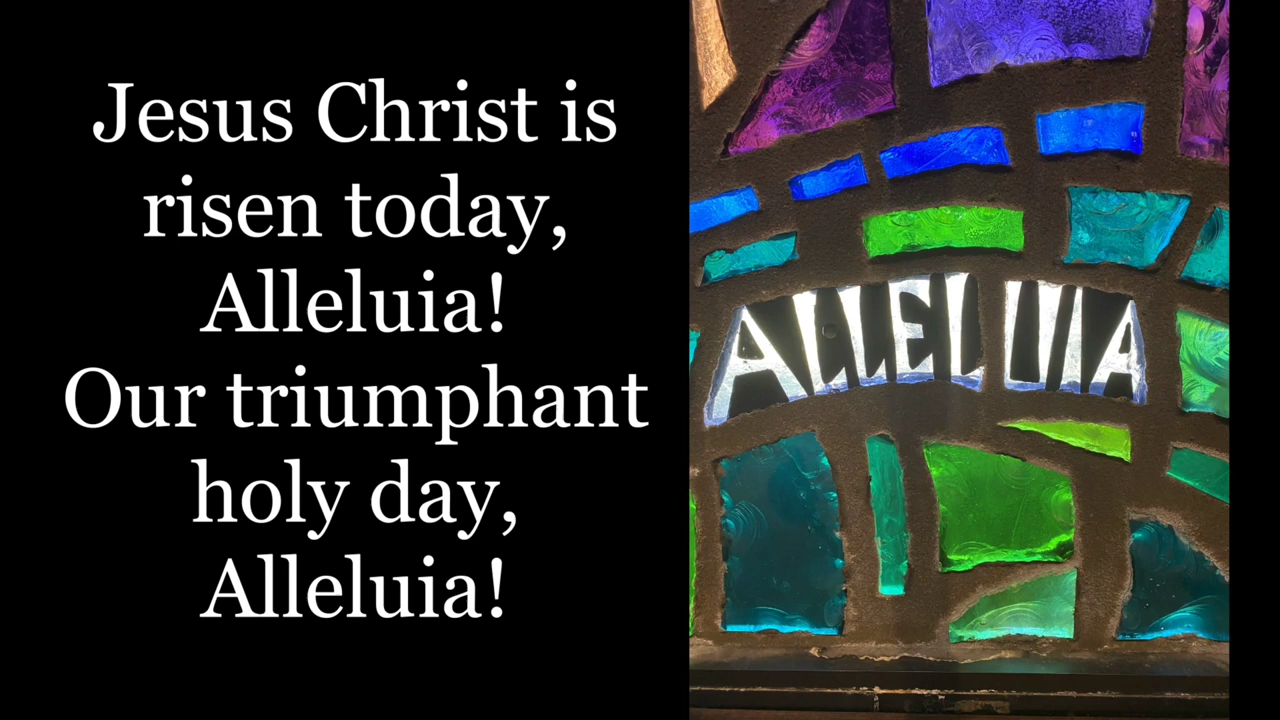 Jesus Christ is
risen today,
Alleluia!
Our triumphant
holy day,
Alleluia!
ALLELUIA